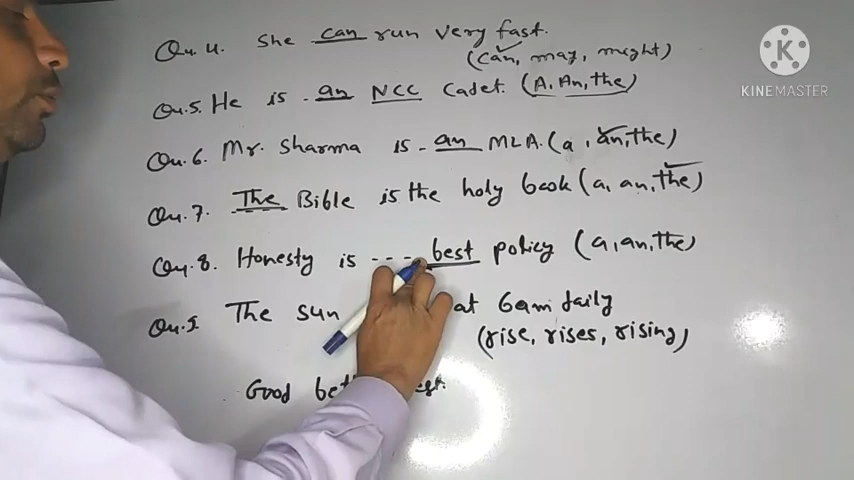 Qu. 4. She can run very fast.
(can, may, might)
Qu. 5. He is an NCC Cadet. (A, An, the)
Qu. 6. Mr. Sharma is an MLA. (a, an, the)
Qu. 7. The Bible is the holy book (a, an, the)
Qu. 8. Honesty is ---- best policy (a, an, the)
Qu. 9 The sun at 6am daily
(rise, rises, rising)
Good
K
KINEMASTER